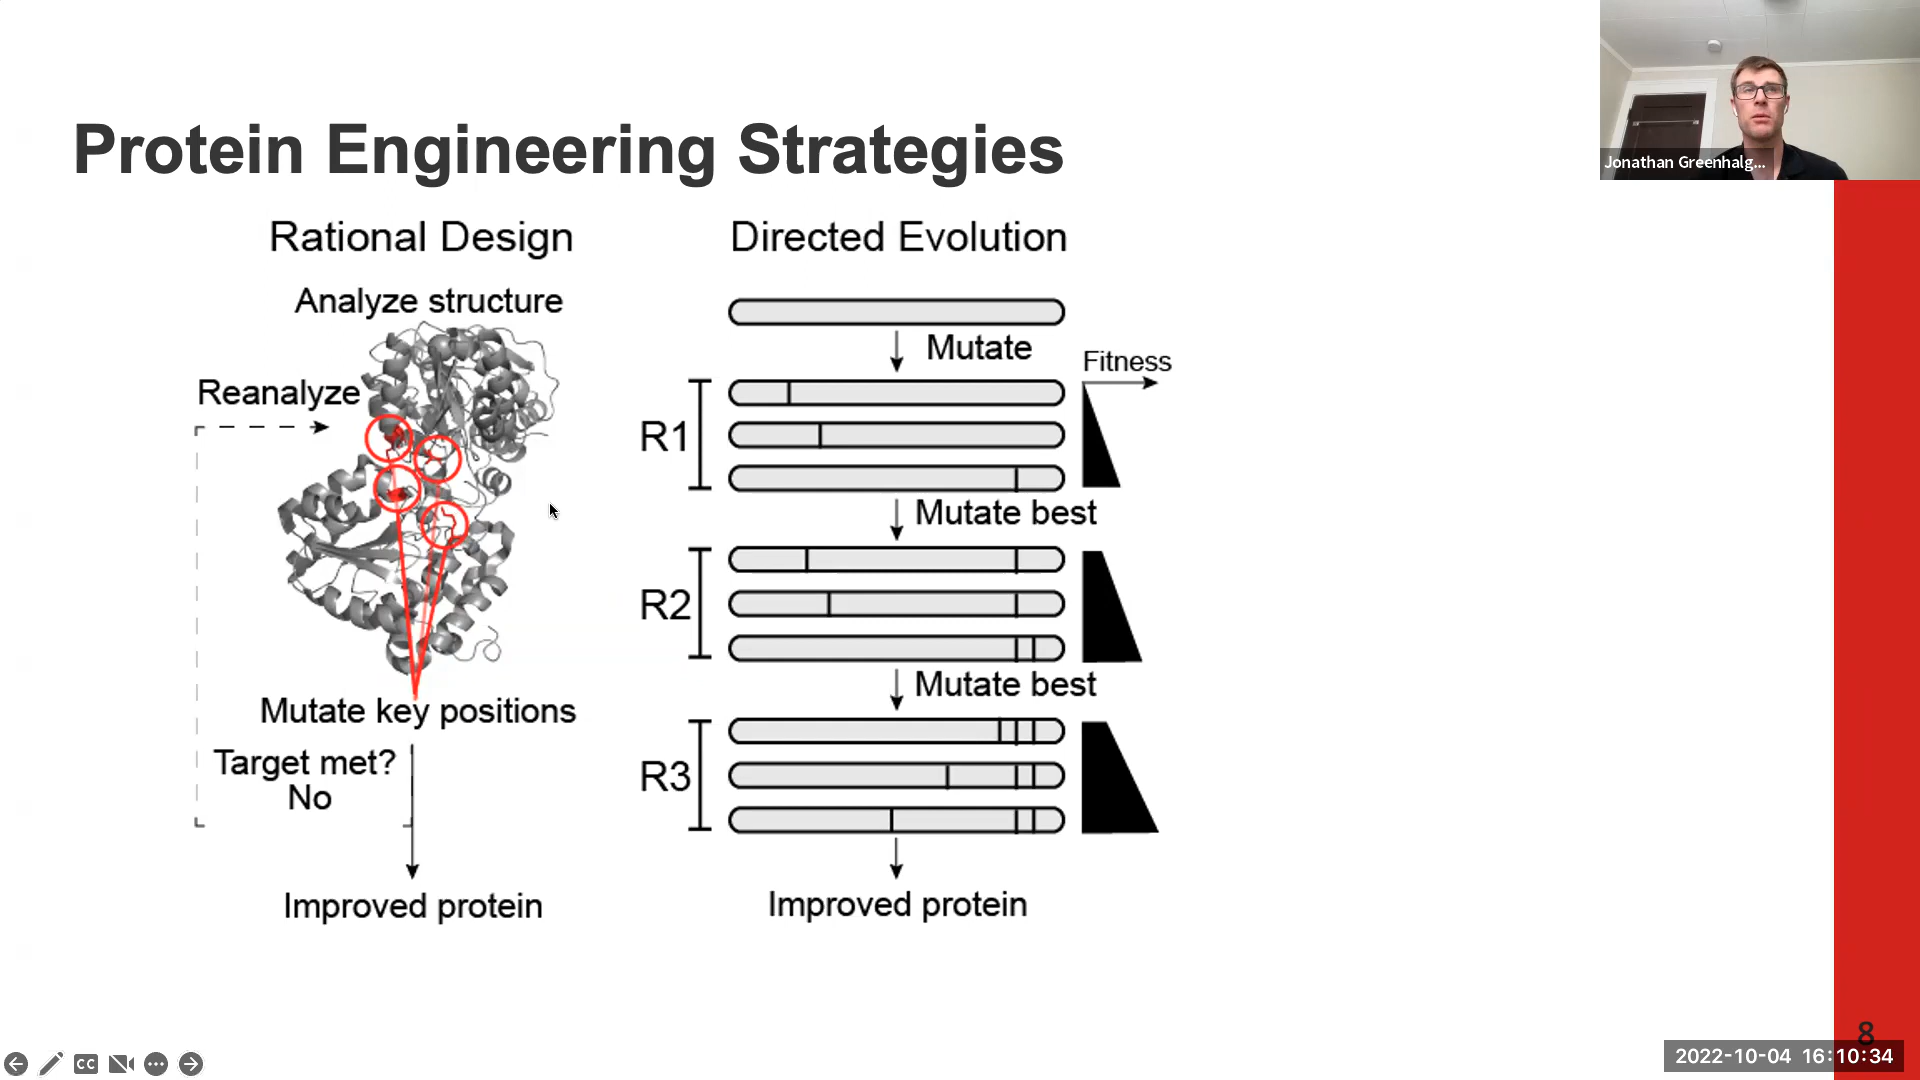 Protein Engineering Strategies
Jonathan Greenhalg...
Rational Design
Analyze structure
Reanalyze
Mutate key positions
Target met?
No
Improved protein
Directed Evolution
Mutate
Fitness
R1
Mutate best
R2
Mutate best
R3
Improved protein
8
CC
2022-10-04 16:10:34